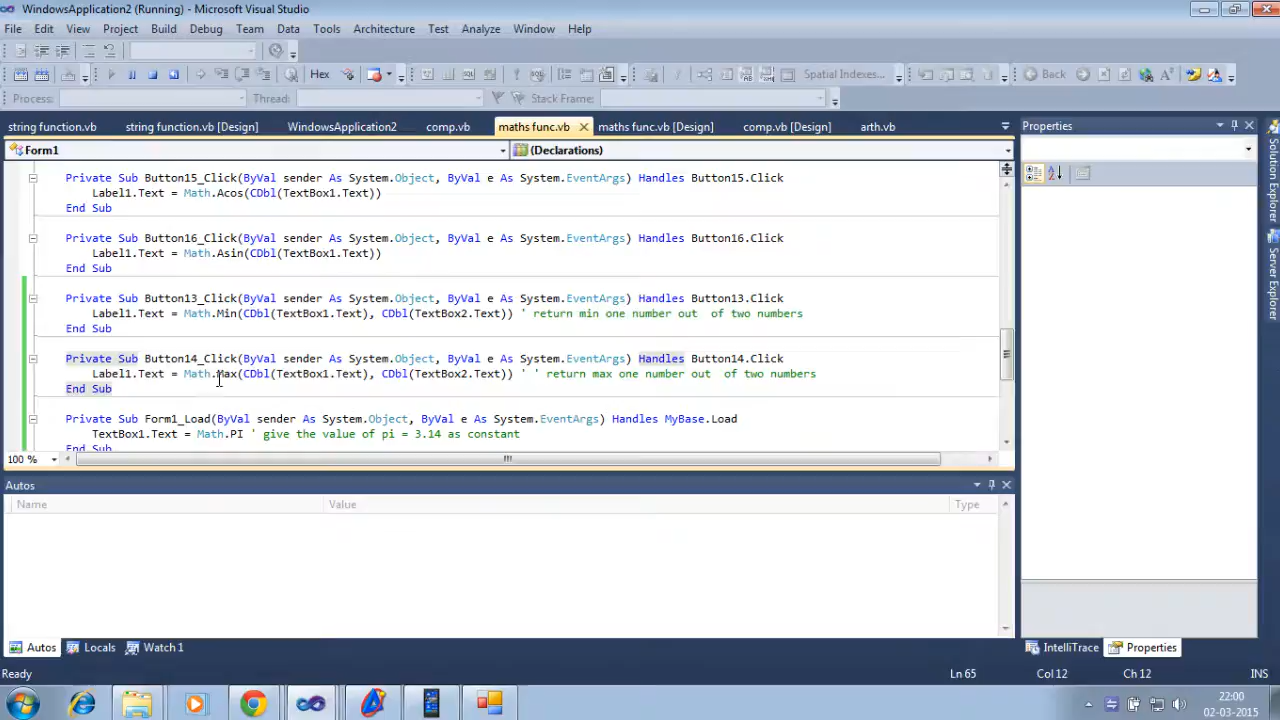 WindowsApplication2 (Running) - Microsoft Visual Studio
File Edit View Project Build Debug Team Data Tools Architecture Test Analyze Window Help
Hex Spatial Indexes... Back
Process: Thread: Stack Frame:
string function.vb string function.vb [Design] WindowsApplication2 comp.vb maths func.vb maths func.vb [Design] comp.vb [Design] arth.vb Properties
Form1 (Declarations)
Private Sub Button15_Click(ByVal sender As System.Object, ByVal e As System.EventArgs) Handles Button15.Click
Label1.Text = Math.Acos(CDbl(TextBox1.Text))
End Sub
Private Sub Button16_Click(ByVal sender As System.Object, ByVal e As System.EventArgs) Handles Button16.Click
Label1.Text = Math.Asin(CDbl(TextBox1.Text))
End Sub
Private Sub Button13_Click(ByVal sender As System.Object, ByVal e As System.EventArgs) Handles Button13.Click
Label1.Text = Math.Min(CDbl(TextBox1.Text), CDbl(TextBox2.Text)) ' return min one number out of two numbers
End Sub
Private Sub Button14_Click(ByVal sender As System.Object, ByVal e As System.EventArgs) Handles Button14.Click
Label1.Text = Math.Max(CDbl(TextBox1.Text), CDbl(TextBox2.Text)) ' ' return max one number out of two numbers
End Sub
Private Sub Form1_Load(ByVal sender As System.Object, ByVal e As System.EventArgs) Handles MyBase.Load
TextBox1.Text = Math.PI ' give the value of pi = 3.14 as constant
End Sub
100 %
Autos
Name Value Type
Autos Locals Watch 1 IntelliTrace Properties
Ready Ln 65 Col 12 Ch 12 INS
Solution Explorer
Server Explorer
22:00
02-03-2015